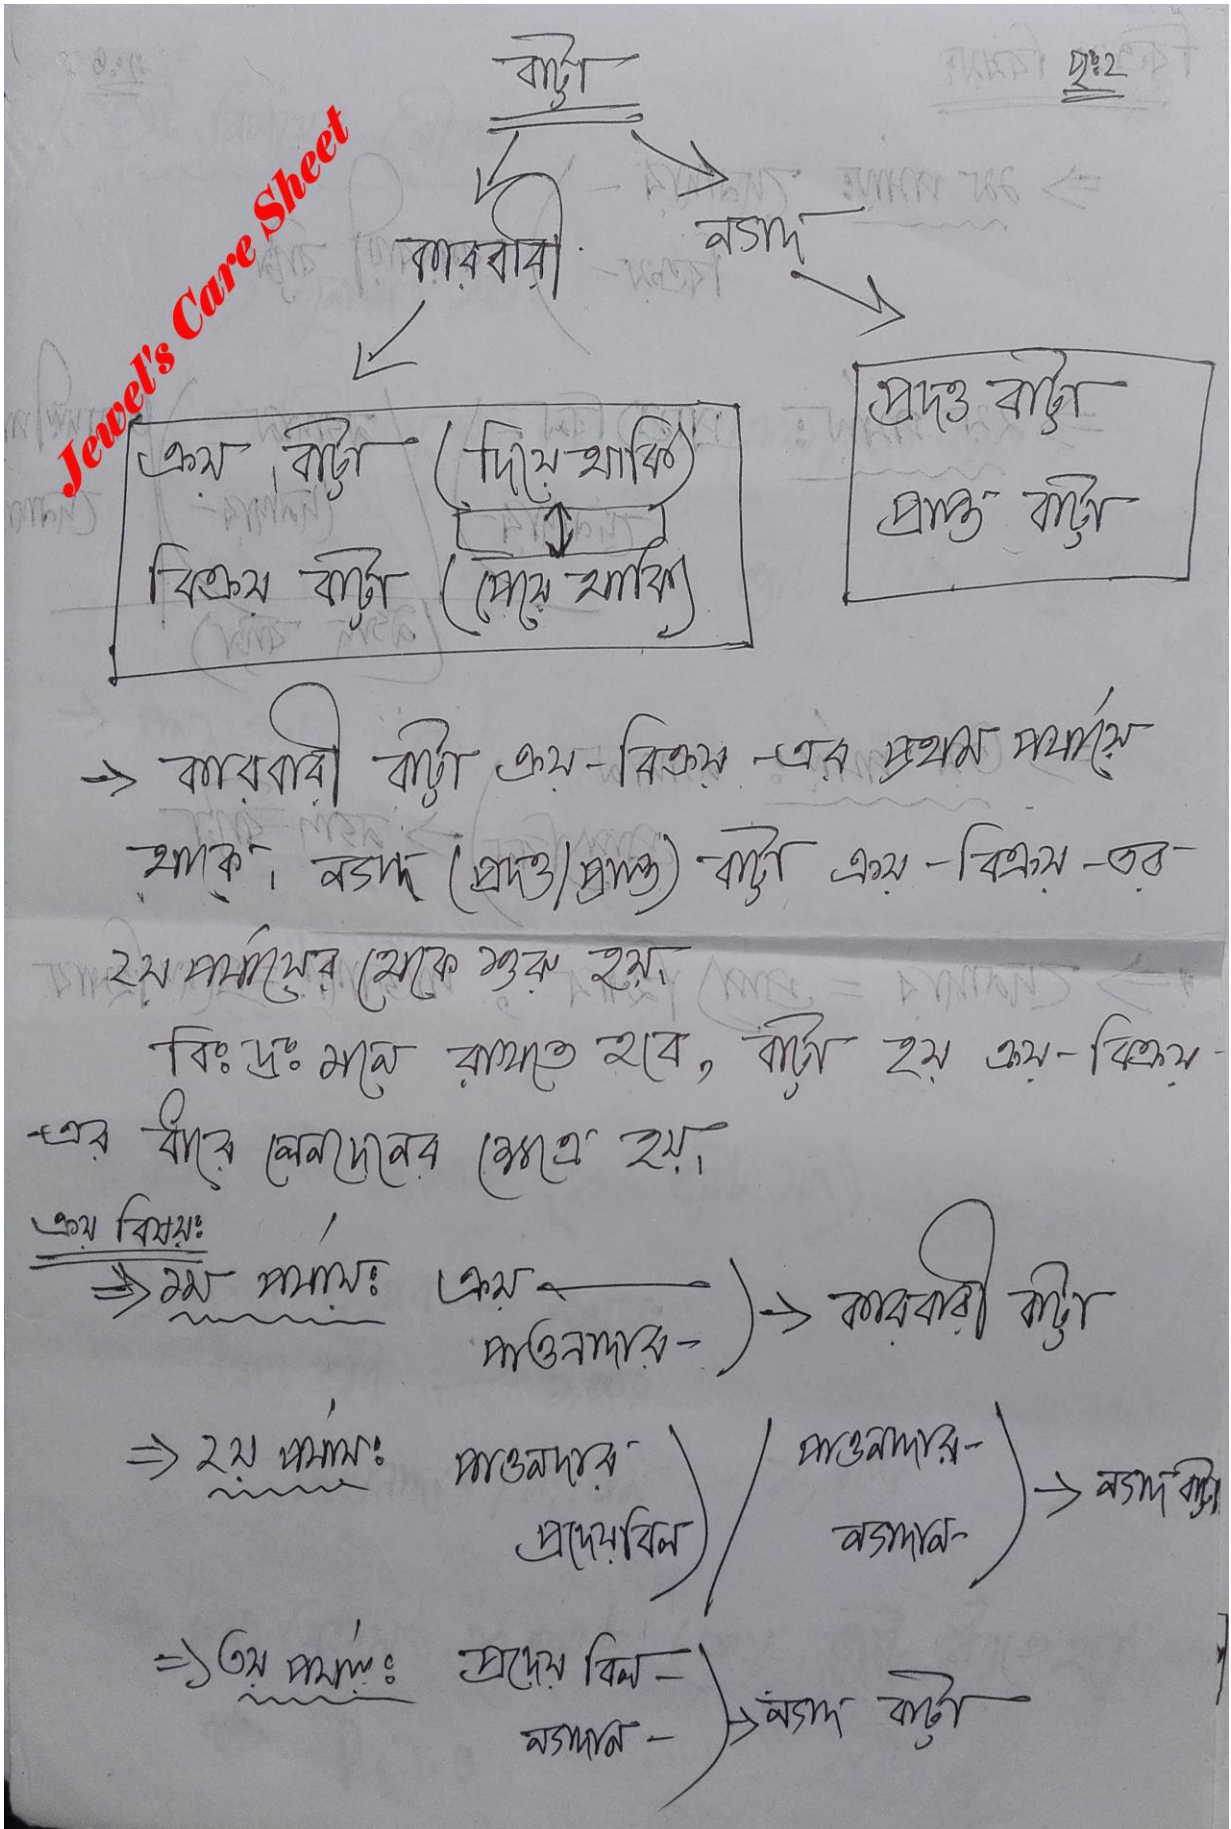 বাট্টা
পৃঃ২
Jewel's Care Sheet
কারবারী
নগদ
ক্রয় বাট্টা (দিয়ে থাকি)
বিক্রয় বাট্টা (পেয়ে থাকি)
প্রদত্ত বাট্টা
প্রাপ্ত বাট্টা
→ কারবারী বাট্টা ক্রয়-বিক্রয়-এর প্রথম পর্যায়ে
থাকে। নগদ (প্রদত্ত/প্রাপ্ত) বাট্টা ক্রয়-বিক্রয়-এর
২য় পর্যায়ের থেকে শুরু হয়।
বিঃদ্রঃ মনে রাখতে হবে, বাট্টা হয় ক্রয়-বিক্রয়-
এর ধারে লেনদেনের ক্ষেত্রে হয়।
ক্রয় বিষয়ঃ
⇒ ১ম পর্যায়ঃ ক্রয় — ) → কারবারী বাট্টা
পাওনাদার-
⇒ ২য় পর্যায়ঃ পাওনাদার ) / পাওনাদার- ) → নগদ বাট্টা
প্রদেয়বিল নগদান-
⇒ ৩য় পর্যায়ঃ প্রদেয় বিল - ) → নগদ বাট্টা
নগদান -